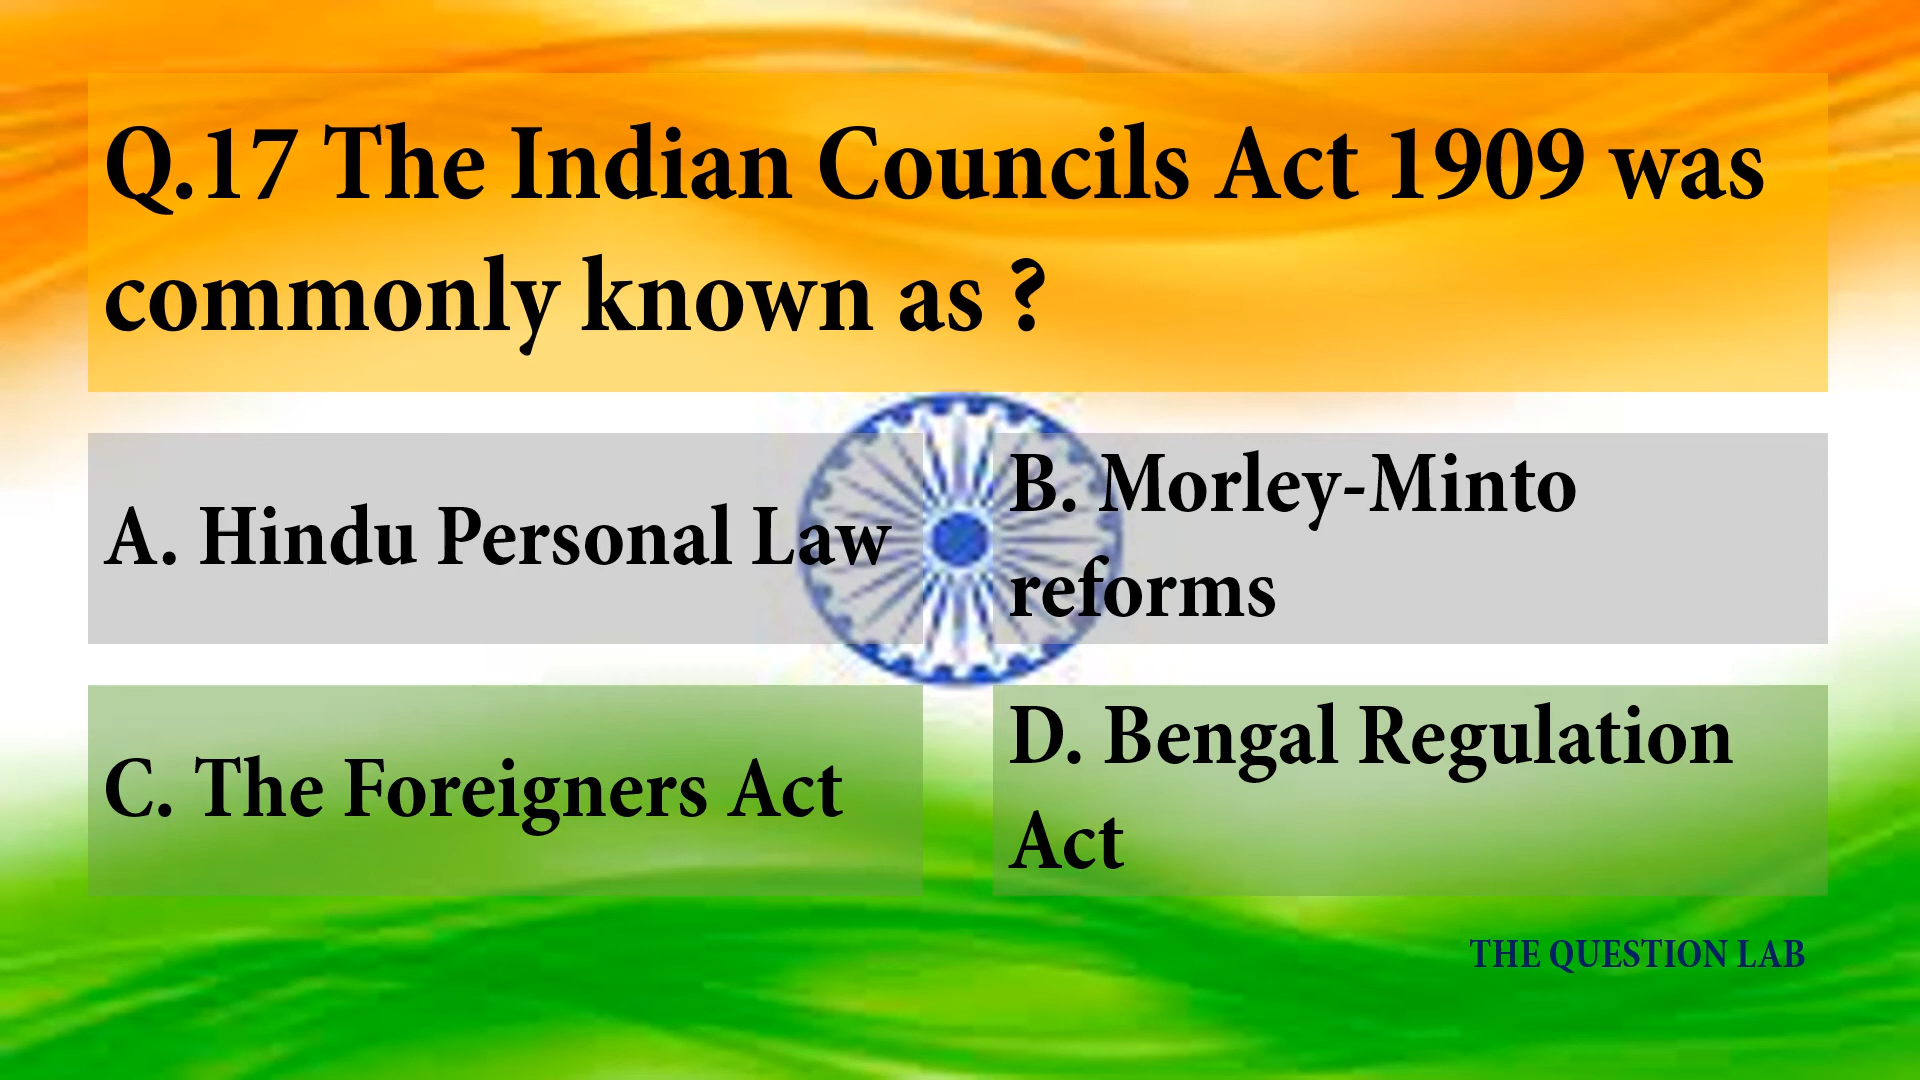 Q.17 The Indian Councils Act 1909 was
commonly known as ?
A. Hindu Personal Law
B. Morley-Minto
reforms
C. The Foreigners Act
D. Bengal Regulation
Act
THE QUESTION LAB